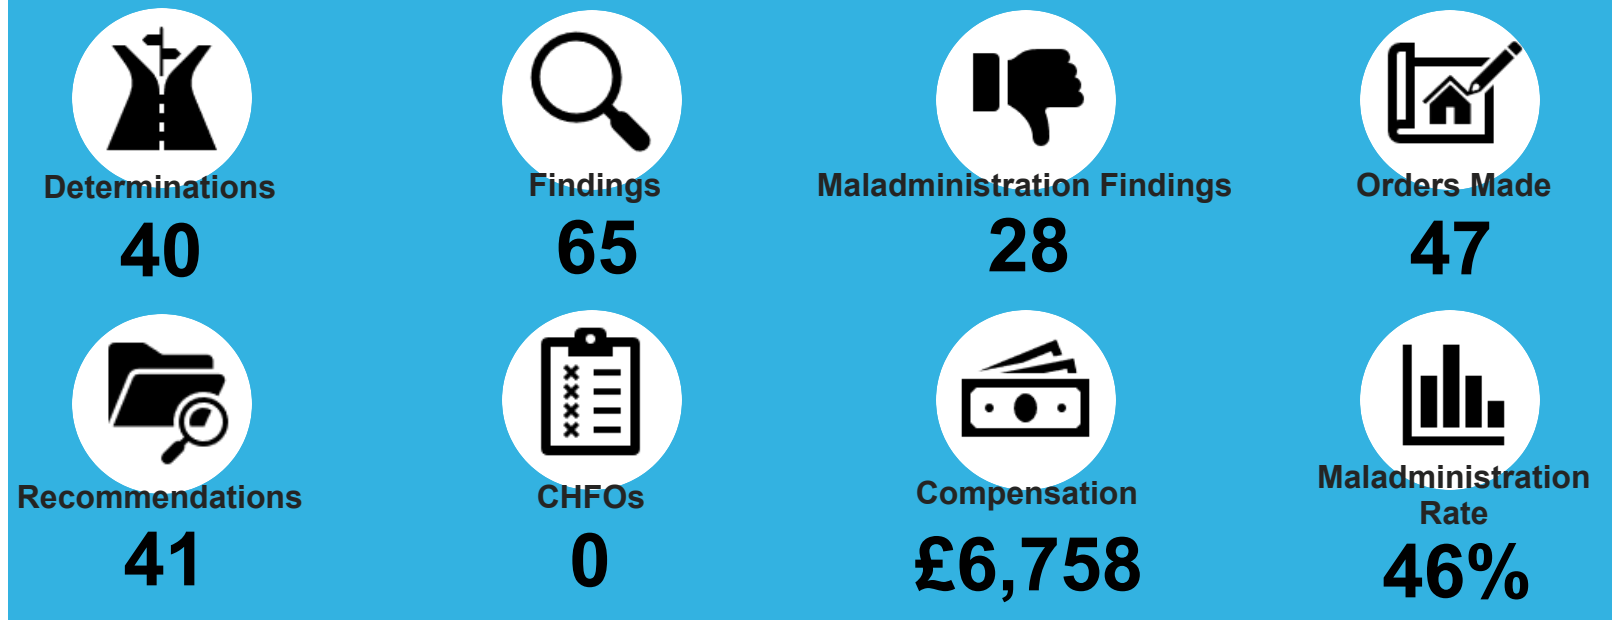 Determinations
40
Findings
65
Maladministration Findings
28
Orders Made
47
Recommendations
41
CHFOs
0
Compensation
£6,758
Maladministration
Rate
46%